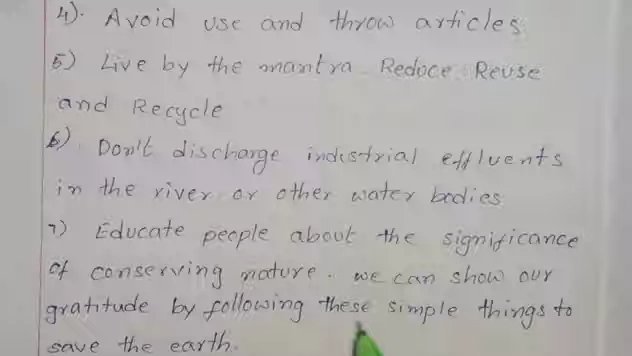 4). Avoid use and throw articles
5) Live by the mantra Reduce Reuse
and Recycle
6) Don't discharge industrial effluents
in the river or other water bodies
7) Educate people about the significance
of conserving nature. we can show our
gratitude by following these simple things to
save the earth.